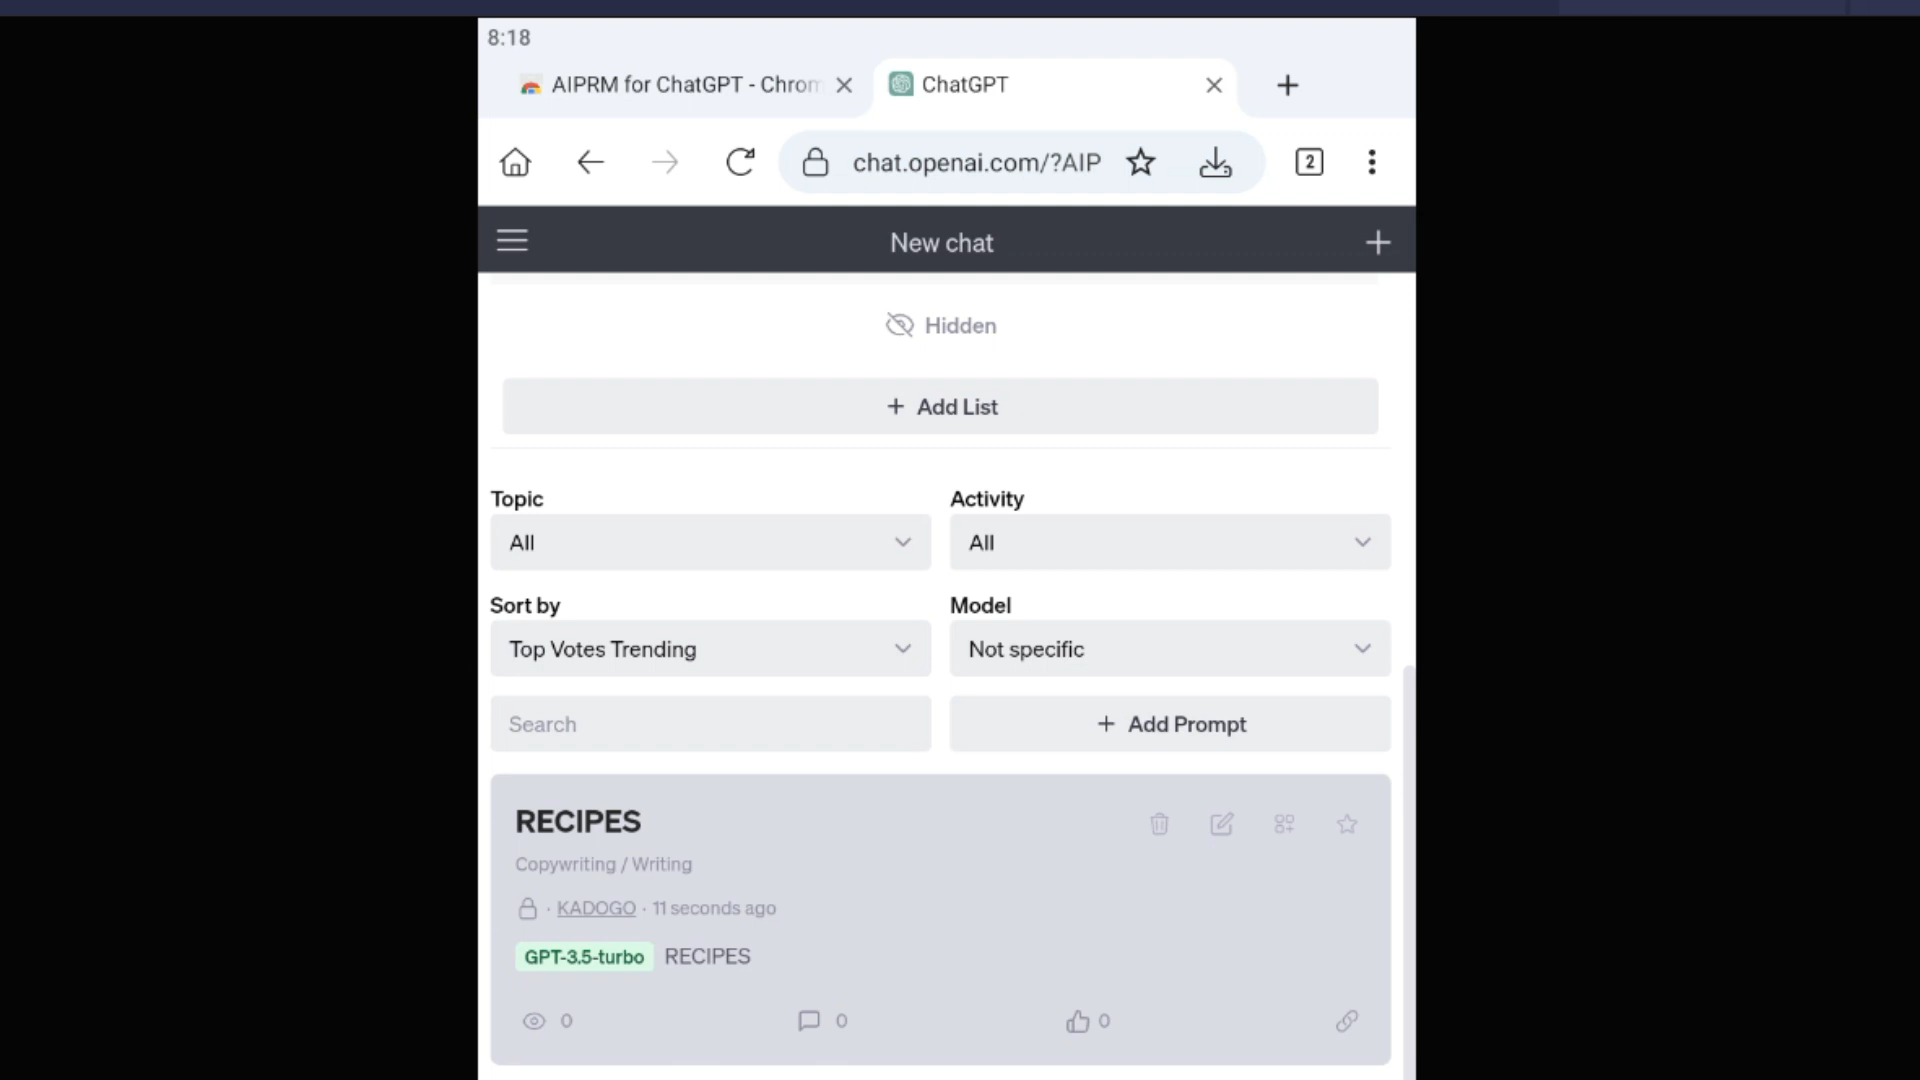 8:18
AIPRM for ChatGPT - Chrom
ChatGPT
chat.openai.com/?AIP
2
New chat
Hidden
+ Add List
Topic
Activity
All
All
Sort by
Model
Top Votes Trending
Not specific
Search
+ Add Prompt
RECIPES
Copywriting / Writing
· KADOGO · 11 seconds ago
GPT-3.5-turbo RECIPES
0
0
0